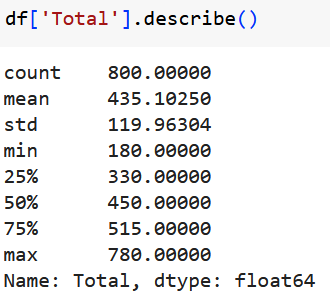 df['Total'].describe()
count    800.00000
mean     435.10250
std      119.96304
min      180.00000
25%      330.00000
50%      450.00000
75%      515.00000
max      780.00000
Name: Total, dtype: float64